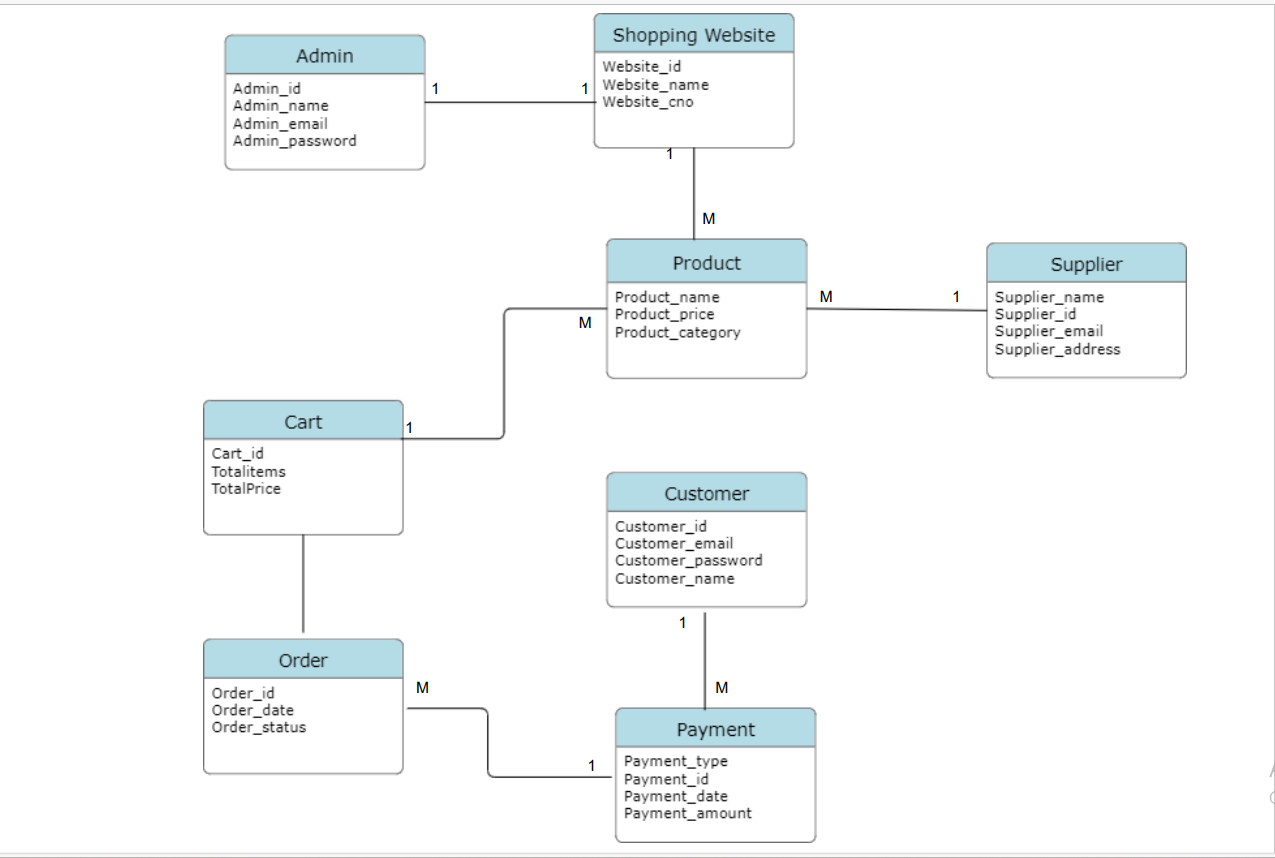 Shopping Website
Website_id
Website_name
Website_cno
Admin
Admin_id
Admin_name
Admin_email
Admin_password
1
1
1
M
Product
Product_name
Product_price
Product_category
M
1
Supplier
Supplier_name
Supplier_id
Supplier_email
Supplier_address
M
1
Cart
Cart_id
Totalitems
TotalPrice
Customer
Customer_id
Customer_email
Customer_password
Customer_name
1
M
Order
Order_id
Order_date
Order_status
M
1
Payment
Payment_type
Payment_id
Payment_date
Payment_amount